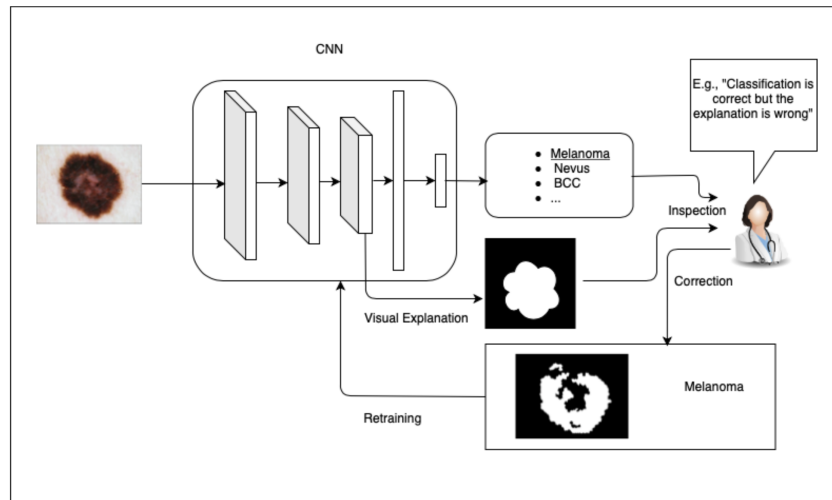 CNN
E.g., "Classification is
correct but the
explanation is wrong"
Melanoma
Nevus
BCC
...
Inspection
Visual Explanation
Correction
Melanoma
Retraining